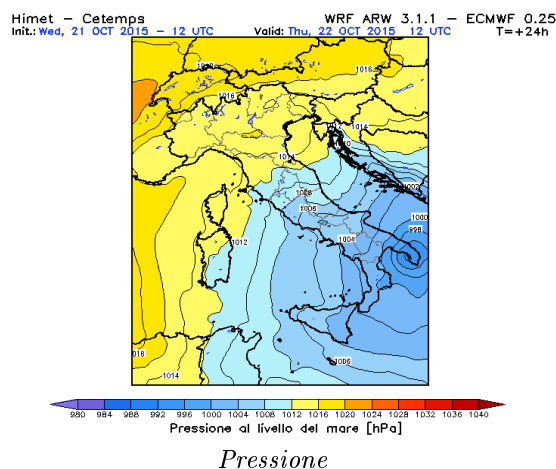 Himet – Cetemps WRF ARW 3.1.1 – ECMWF 0.25
Init.: Wed, 21 OCT 2015 – 12 UTC Valid: Thu, 22 OCT 2015 12 UTC T=+24h
1016
1016
1014
1014
1002
1006
1000
998
1012
1004
1016
1014
1006
980 984 988 992 996 1000 1004 1008 1012 1016 1020 1024 1028 1032 1036 1040
Pressione al livello del mare [hPa]
Pressione